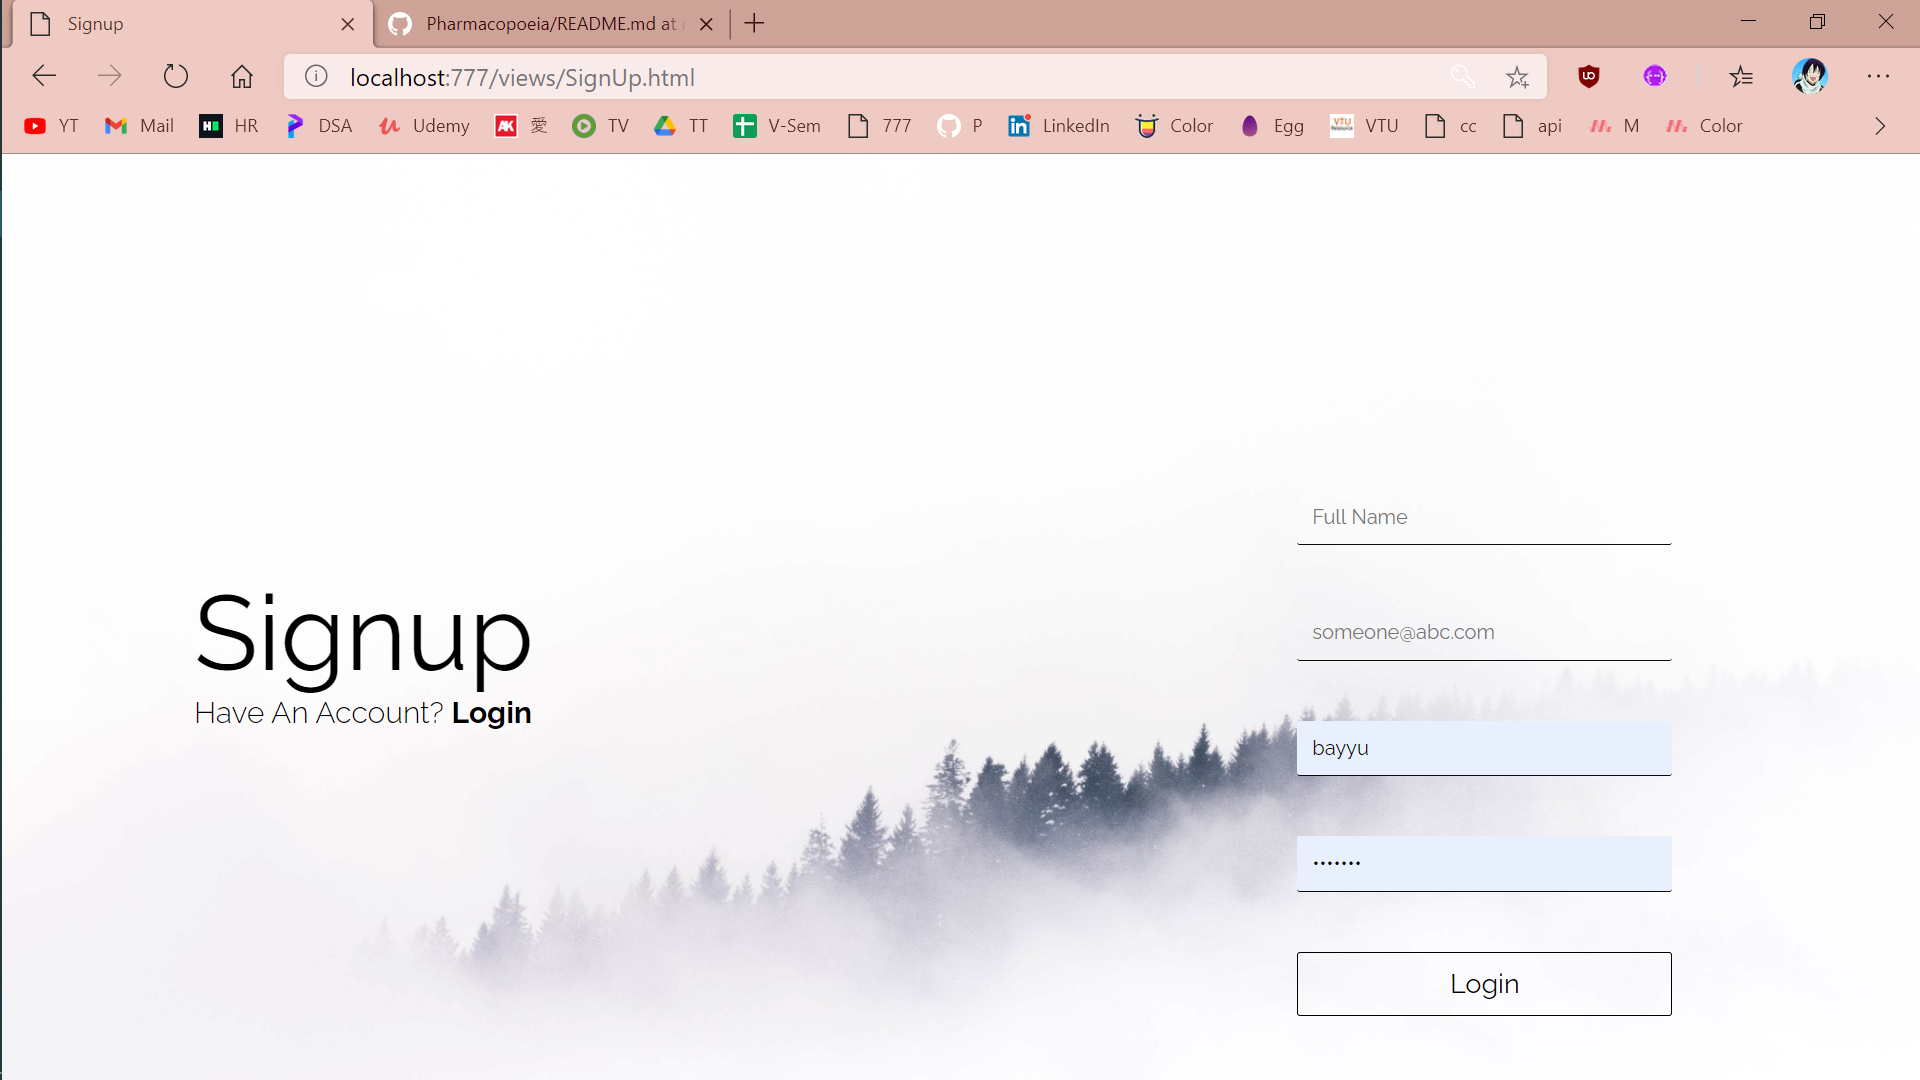 Signup
Pharmacopoeia/README.md at
localhost:777/views/SignUp.html
YT Mail HR DSA Udemy AK 愛 TV TT V-Sem 777 P LinkedIn Color Egg VTU cc api M Color
Full Name
someone@abc.com
Signup
Have An Account? Login
bayyu
•••••••
Login